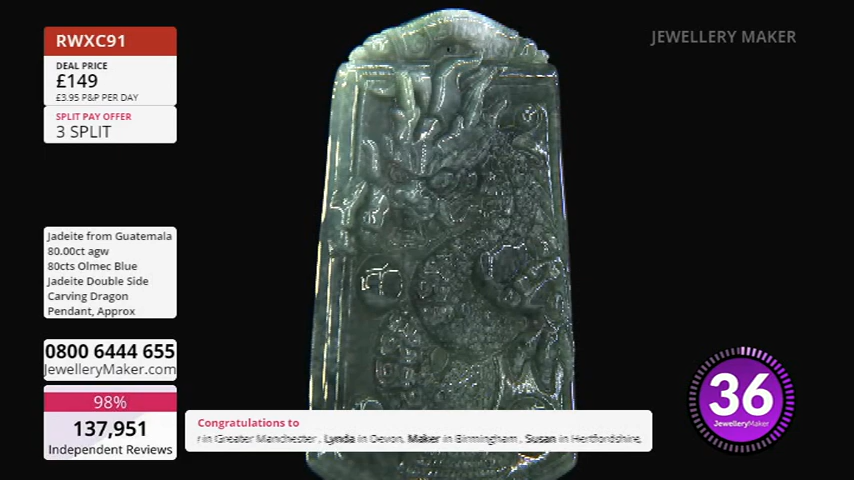 RWXC91
DEAL PRICE
£149
£3.95 P&P PER DAY
SPLIT PAY OFFER
3 SPLIT
JEWELLERY MAKER
Jadeite from Guatemala
80.00ct agw
80cts Olmec Blue
Jadeite Double Side
Carving Dragon
Pendant, Approx
0800 6444 655
JewelleryMaker.com
98%
137,951
Independent Reviews
Congratulations to
r in Greater Manchester, Lynda in Devon, Maker in Birmingham, Susan in Hertfordshire,
36
JewelleryMaker